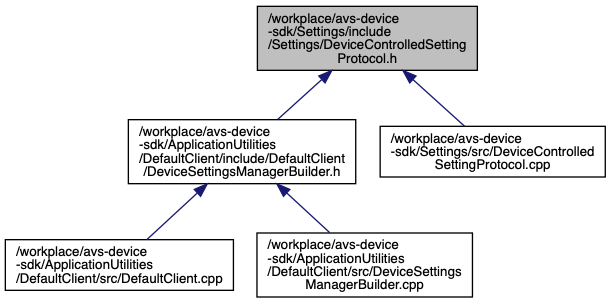 /workplace/avs-device
-sdk/Settings/include
/Settings/DeviceControlledSetting
Protocol.h
/workplace/avs-device
-sdk/ApplicationUtilities
/DefaultClient/include/DefaultClient
/DeviceSettingsManagerBuilder.h
/workplace/avs-device
-sdk/Settings/src/DeviceControlled
SettingProtocol.cpp
/workplace/avs-device
-sdk/ApplicationUtilities
/DefaultClient/src/DefaultClient.cpp
/workplace/avs-device
-sdk/ApplicationUtilities
/DefaultClient/src/DeviceSettings
ManagerBuilder.cpp